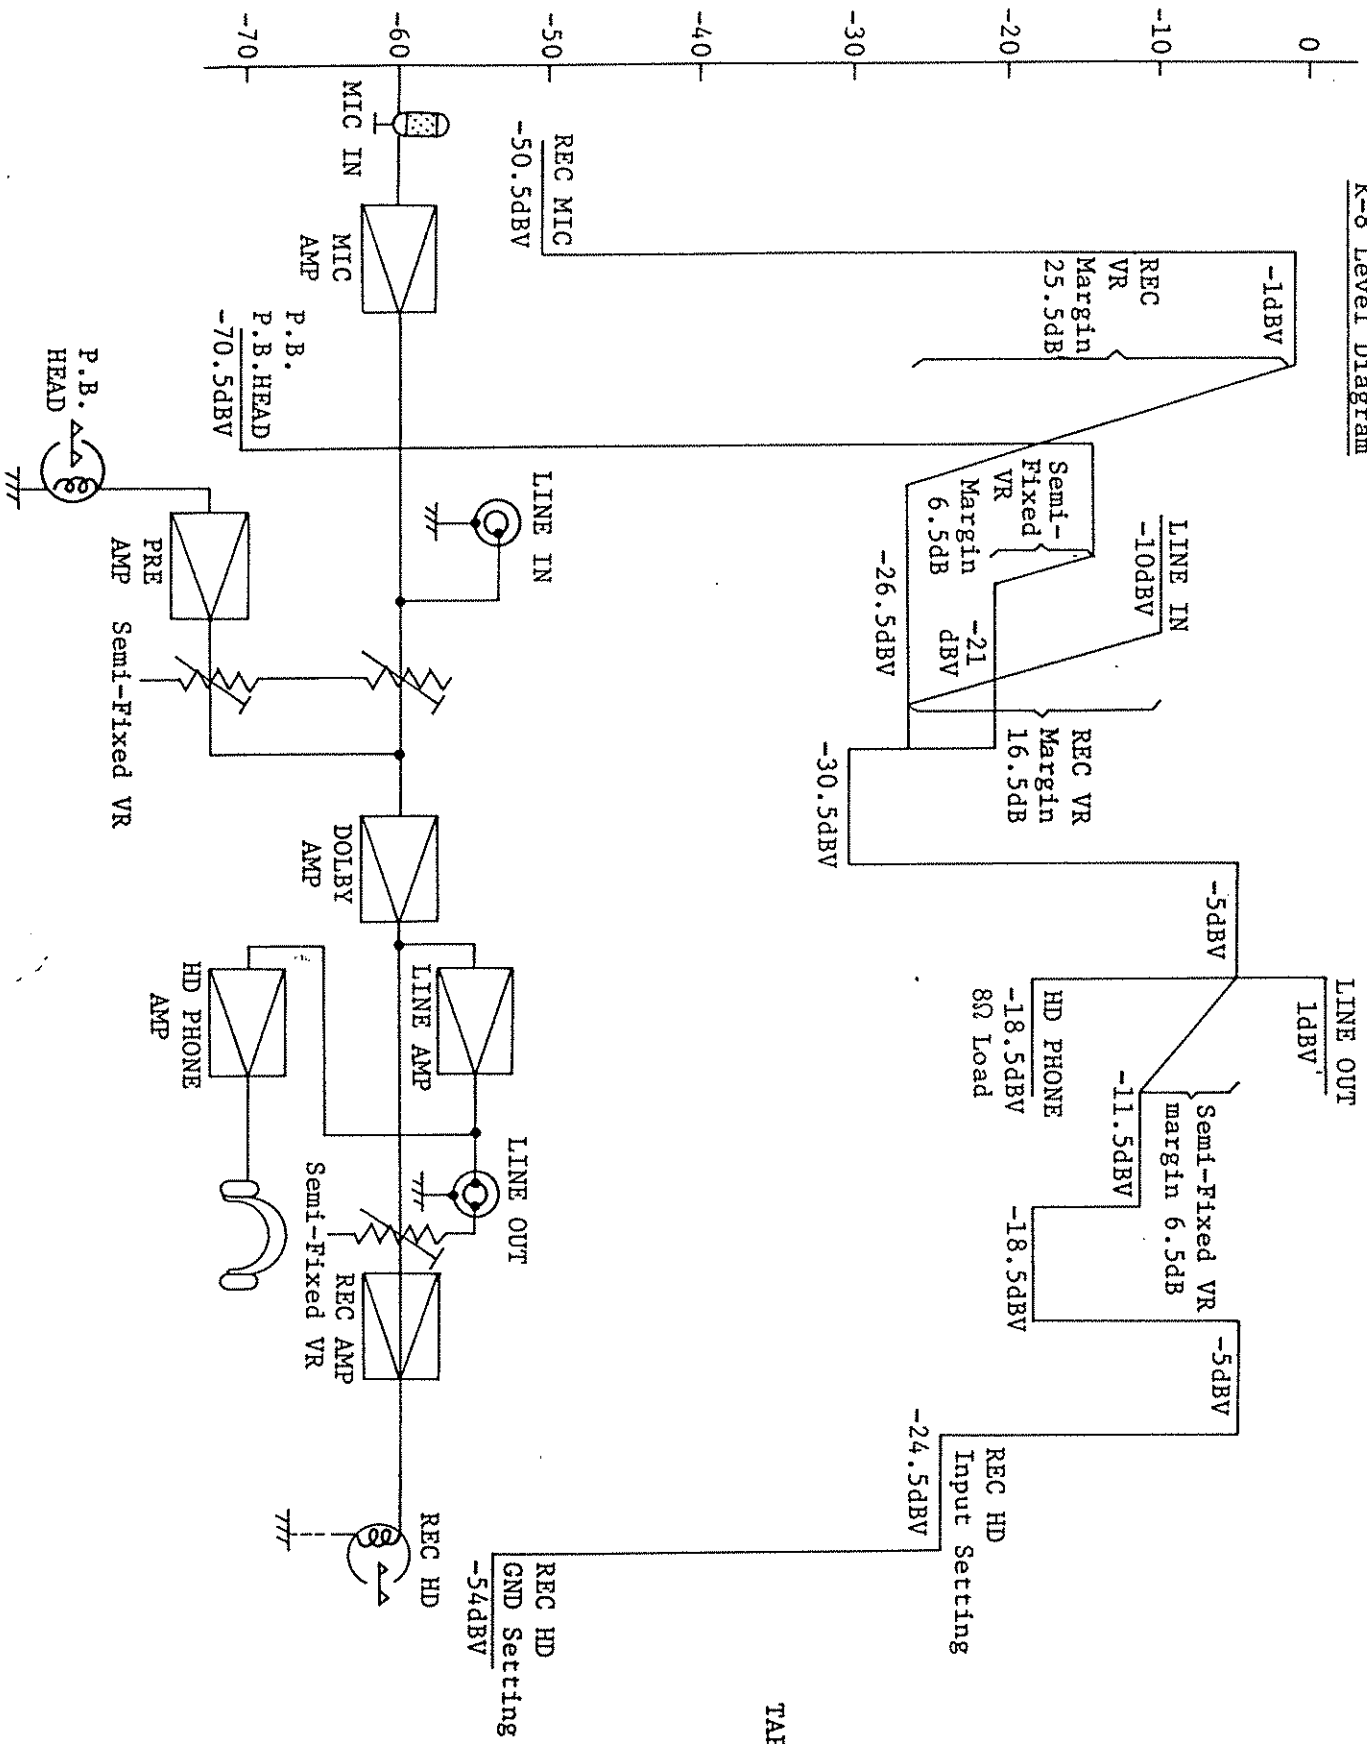 K-8 Level Diagram
0
-10
-20
-30
-40
-50
-60
-70
REC MIC
-50.5dBV
-1dBV
REC
VR
Margin
25.5dB
P.B.
P.B.HEAD
-70.5dBV
Semi-
Fixed
VR
Margin
6.5dB
LINE IN
-10dBV
-21
dBV
-26.5dBV
REC VR
Margin
16.5dB
-30.5dBV
-5dBV
LINE OUT
1dBV
HD PHONE
-18.5dBV
8Ω Load
Semi-Fixed VR
margin 6.5dB
-11.5dBV
-18.5dBV
-5dBV
REC HD
Input Setting
-24.5dBV
REC HD
GND Setting
-54dBV
TAP
MIC IN
MIC
AMP
LINE IN
P.B.
HEAD
PRE
AMP
Semi-Fixed VR
DOLBY
AMP
LINE AMP
HD PHONE
AMP
LINE OUT
Semi-Fixed VR
REC AMP
REC HD